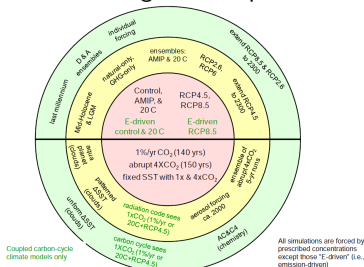 individual
forcing
D & A
ensembles
last millennium
extend RCP8.5 & RCP2.6
to 2300
ensembles:
AMIP & 20 C
natural-only,
GHG-only
RCP2.6,
RCP6
Mid-Holocene
& LGM
extend RCP4.5
to 2300
Control,
AMIP, &
20 C
RCP4.5,
RCP8.5
E-driven
control & 20 C
E-driven
RCP8.5
1%/yr CO2 (140 yrs)
abrupt 4XCO2 (150 yrs)
fixed SST with 1x & 4xCO2
aqua
planet
(clouds)
ensemble of
abrupt 4xCO2
5-yr runs
patterned
ΔSST
(clouds)
uniform ΔSST
(clouds)
radiation code sees
1xCO2 (1%/yr or
20C+RCP4.5)
aerosol forcing
ca. 2000
carbon cycle sees
1XCO2 (1%/yr or
20C+RCP4.5)
AC&C4
(chemistry)
Coupled carbon-cycle
climate models only
All simulations are forced by
prescribed concentrations
except those "E-driven" (i.e.,
emission-driven)